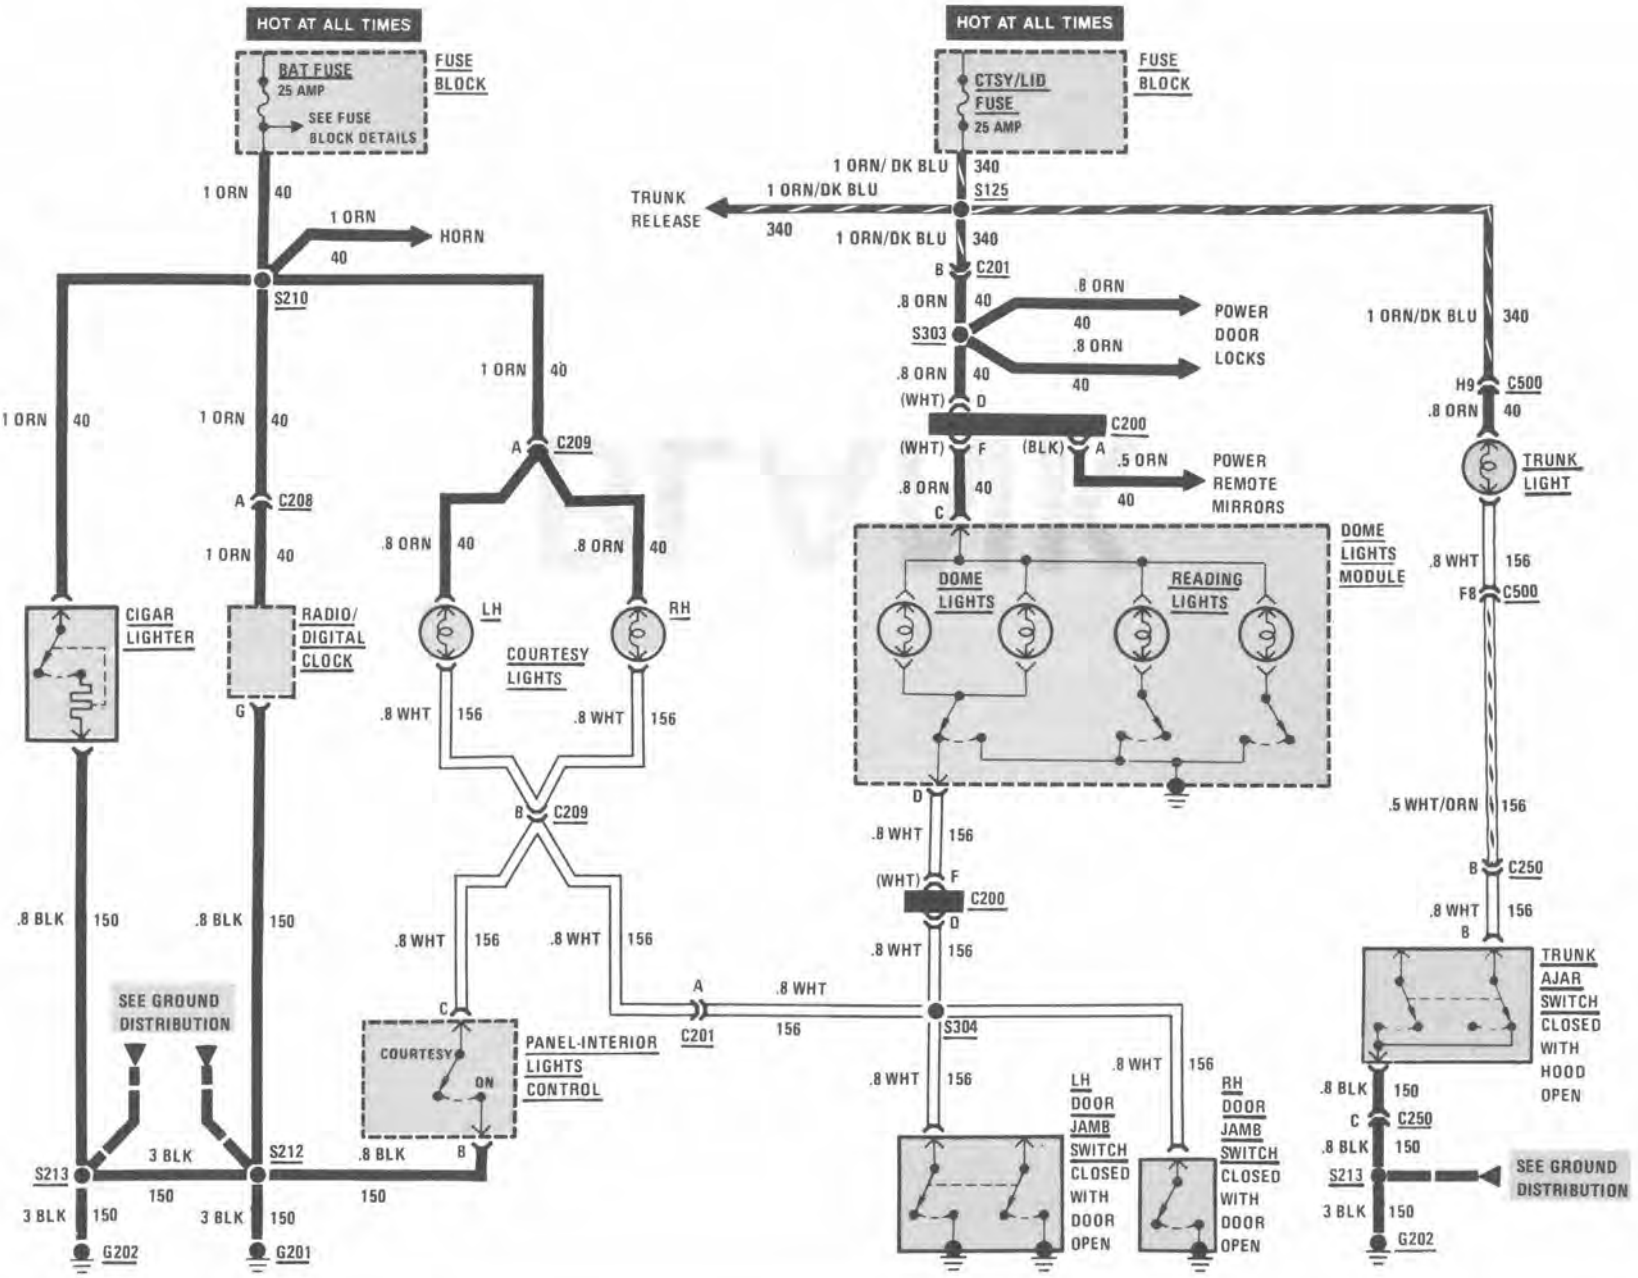 HOT AT ALL TIMES
BAT FUSE
25 AMP
SEE FUSE
BLOCK DETAILS
FUSE
BLOCK
1 ORN 40
1 ORN
40
HORN
S210
1 ORN 40
1 ORN 40
1 ORN 40
A C208
1 ORN 40
A C209
.8 ORN 40
.8 ORN 40
CIGAR
LIGHTER
RADIO/
DIGITAL
CLOCK
G
LH
RH
COURTESY
LIGHTS
.8 WHT 156
.8 WHT 156
B C209
.8 BLK 150
.8 BLK 150
.8 WHT 156
.8 WHT 156
SEE GROUND
DISTRIBUTION
C
COURTESY
ON
PANEL-INTERIOR
LIGHTS
CONTROL
B
A
C201
.8 WHT
156
S213
3 BLK
150
S212
.8 BLK
150
3 BLK 150
3 BLK 150
G202
G201
HOT AT ALL TIMES
CTSY/LID
FUSE
25 AMP
FUSE
BLOCK
1 ORN/ DK BLU 340
TRUNK
RELEASE
1 ORN/DK BLU
340
S125
1 ORN/DK BLU 340
B C201
.8 ORN 40
S303
.8 ORN
40
.8 ORN
40
POWER
DOOR
LOCKS
.8 ORN 40
(WHT) D
C200
(WHT) F
(BLK) A
.5 ORN
40
POWER
REMOTE
MIRRORS
.8 ORN 40
C
DOME
LIGHTS
MODULE
DOME
LIGHTS
READING
LIGHTS
D
.8 WHT 156
(WHT) F
C200
D
.8 WHT 156
S304
.8 WHT 156
.8 WHT 156
LH
DOOR
JAMB
SWITCH
CLOSED
WITH
DOOR
OPEN
RH
DOOR
JAMB
SWITCH
CLOSED
WITH
DOOR
OPEN
1 ORN/DK BLU 340
H9 C500
.8 ORN 40
TRUNK
LIGHT
.8 WHT 156
F8 C500
.5 WHT/ORN 156
B C250
.8 WHT 156
B
TRUNK
AJAR
SWITCH
CLOSED
WITH
HOOD
OPEN
.8 BLK 150
C C250
.8 BLK 150
S213
SEE GROUND
DISTRIBUTION
3 BLK 150
G202